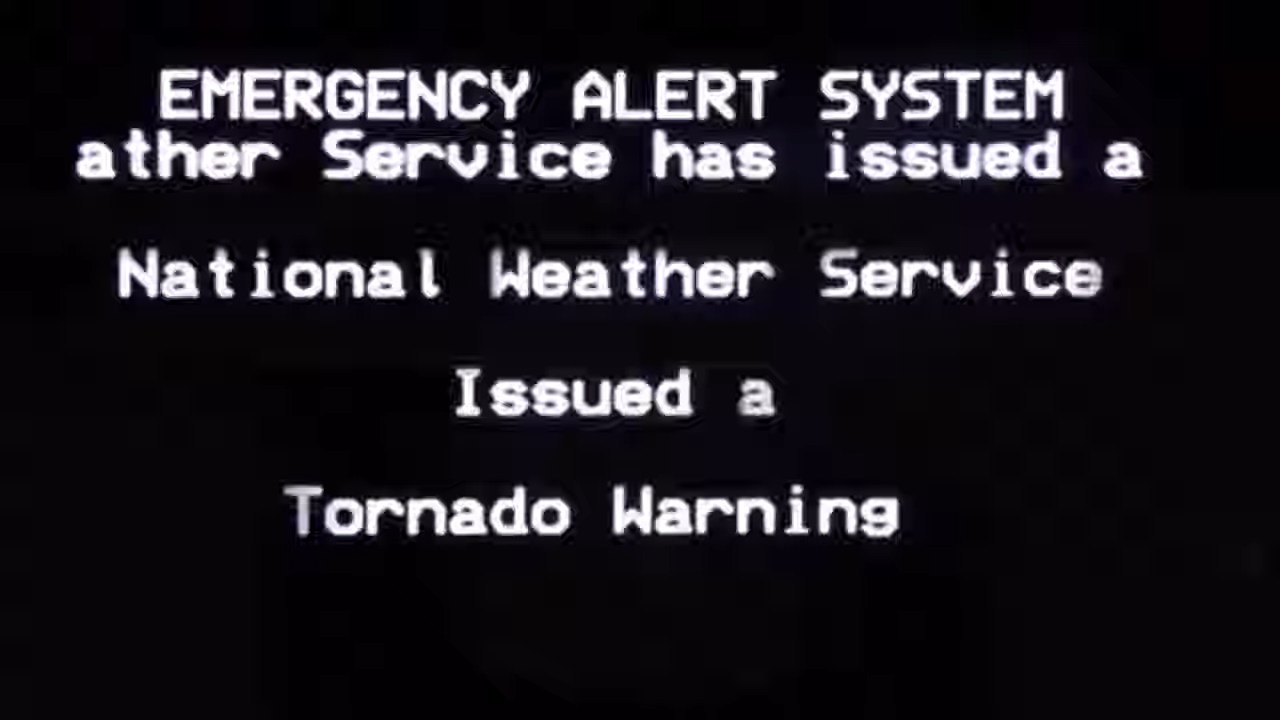 EMERGENCY ALERT SYSTEM
ather Service has issued a
National Weather Service
Issued a
Tornado Warning